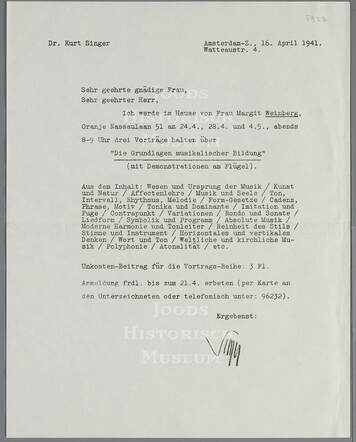 Dr. Kurt Singer
Amsterdam-Z., 16. April 1941.
Watteaustr. 4.
Sehr geehrte gnädige Frau,
Sehr geehrter Herr,
Ich werde im Hause von Frau Margit Weinberg,
Oranje Nassaulaan 51 am 24.4., 28.4. und 4.5., abends
8-9 Uhr drei Vorträge halten über
"Die Grundlagen musikalischer Bildung"
(mit Demonstrationen am Flügel).
Aus dem Inhalt: Wesen und Ursprung der Musik / Kunst
und Natur / Affectenlehre / Musik und Seele / Ton,
Intervall, Rhythmus, Melodie / Form-Gesetze / Cadens,
Phrase, Motiv / Tonika und Dominante / Imitation und
Fuge / Contrapunkt / Variationen / Rondo und Sonate /
Liedform / Symbolik und Programm / Absolute Musik /
Moderne Harmonie und Tonleiter / Reinheit des Stils /
Stimme und Instrument / Horizontales und vertikales
Denken / Wort und Ton / Weltliche und kirchliche Mu-
sik / Polyphonie / Atonalität / etc.
Unkosten-Beitrag für die Vortrags-Reihe: 3 Fl.
Anmeldung frdl. bis zum 21.4. erbeten (per Karte an
den Unterzeichneten oder telefonisch unter: 96232).
Ergebenst:
Singer
Joods
Historisch
Museum